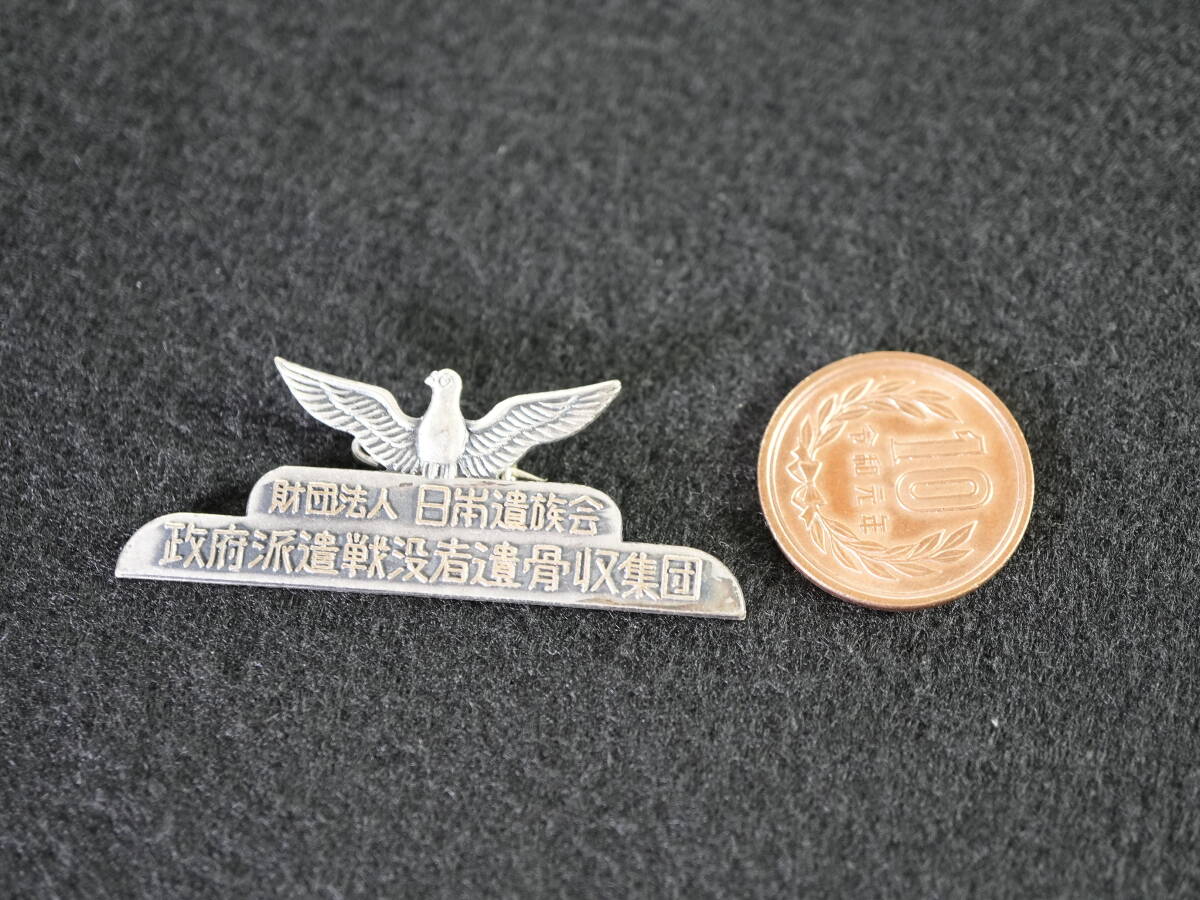 財団法人 日本遺族会
政府派遣戦没者遺骨収集団
10
令和元年